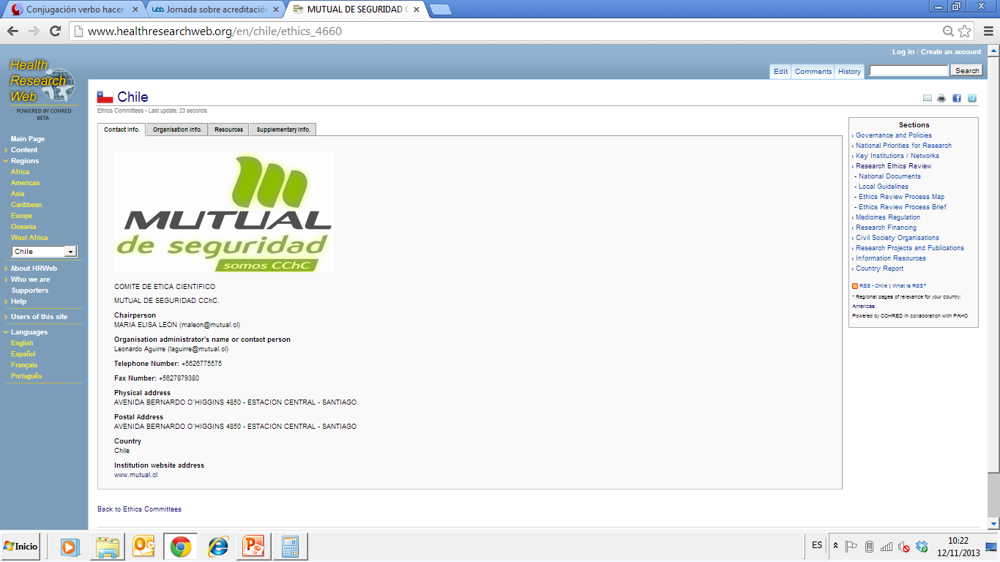 Conjugación verbo hacer
Jornada sobre acreditació
MUTUAL DE SEGURIDAD
www.healthresearchweb.org/en/chile/ethics_4660
Log in / Create an account
Edit Comments History Search
Health
Research
Web
POWERED BY COHRED
BETA
Main Page
Content
Regions
Africa
Americas
Asia
Caribbean
Europe
Oceania
West Africa
Chile
About HRWeb
Who we are
Supporters
Help
Users of this site
Languages
English
Español
Français
Português
Chile
Ethics Committees - Last update: 23 seconds
Contact info. Organisation info. Resources Supplementary info.
MUTUAL
de seguridad
somos CChC
COMITE DE ETICA CIENTIFICO
MUTUAL DE SEGURIDAD CChC.
Chairperson
MARIA ELISA LEON (maleon@mutual.cl)
Organisation administrator's name or contact person
Leonardo Aguirre (laguirre@mutual.cl)
Telephone Number: +5626775575
Fax Number: +5627879380
Physical address
AVENIDA BERNARDO O´HIGGINS 4850 - ESTACION CENTRAL - SANTIAGO
Postal Address
AVENIDA BERNARDO O´HIGGINS 4850 - ESTACION CENTRAL - SANTIAGO
Country
Chile
Institution website address
www.mutual.cl
Back to Ethics Committees
Sections
› Governance and Policies
› National Priorities for Research
› Key Institutions / Networks
› Research Ethics Review
- National Documents
- Local Guidelines
- Ethics Review Process Map
- Ethics Review Process Brief
› Medicines Regulation
› Research Financing
› Civil Society Organisations
› Research Projects and Publications
› Information Resources
› Country Report
RSS - Chile | What is RSS?
* Regional pages of relevance for your country:
Americas
Powered by COHRED in collaboration with PAHO
Inicio
ES
10:22
12/11/2013